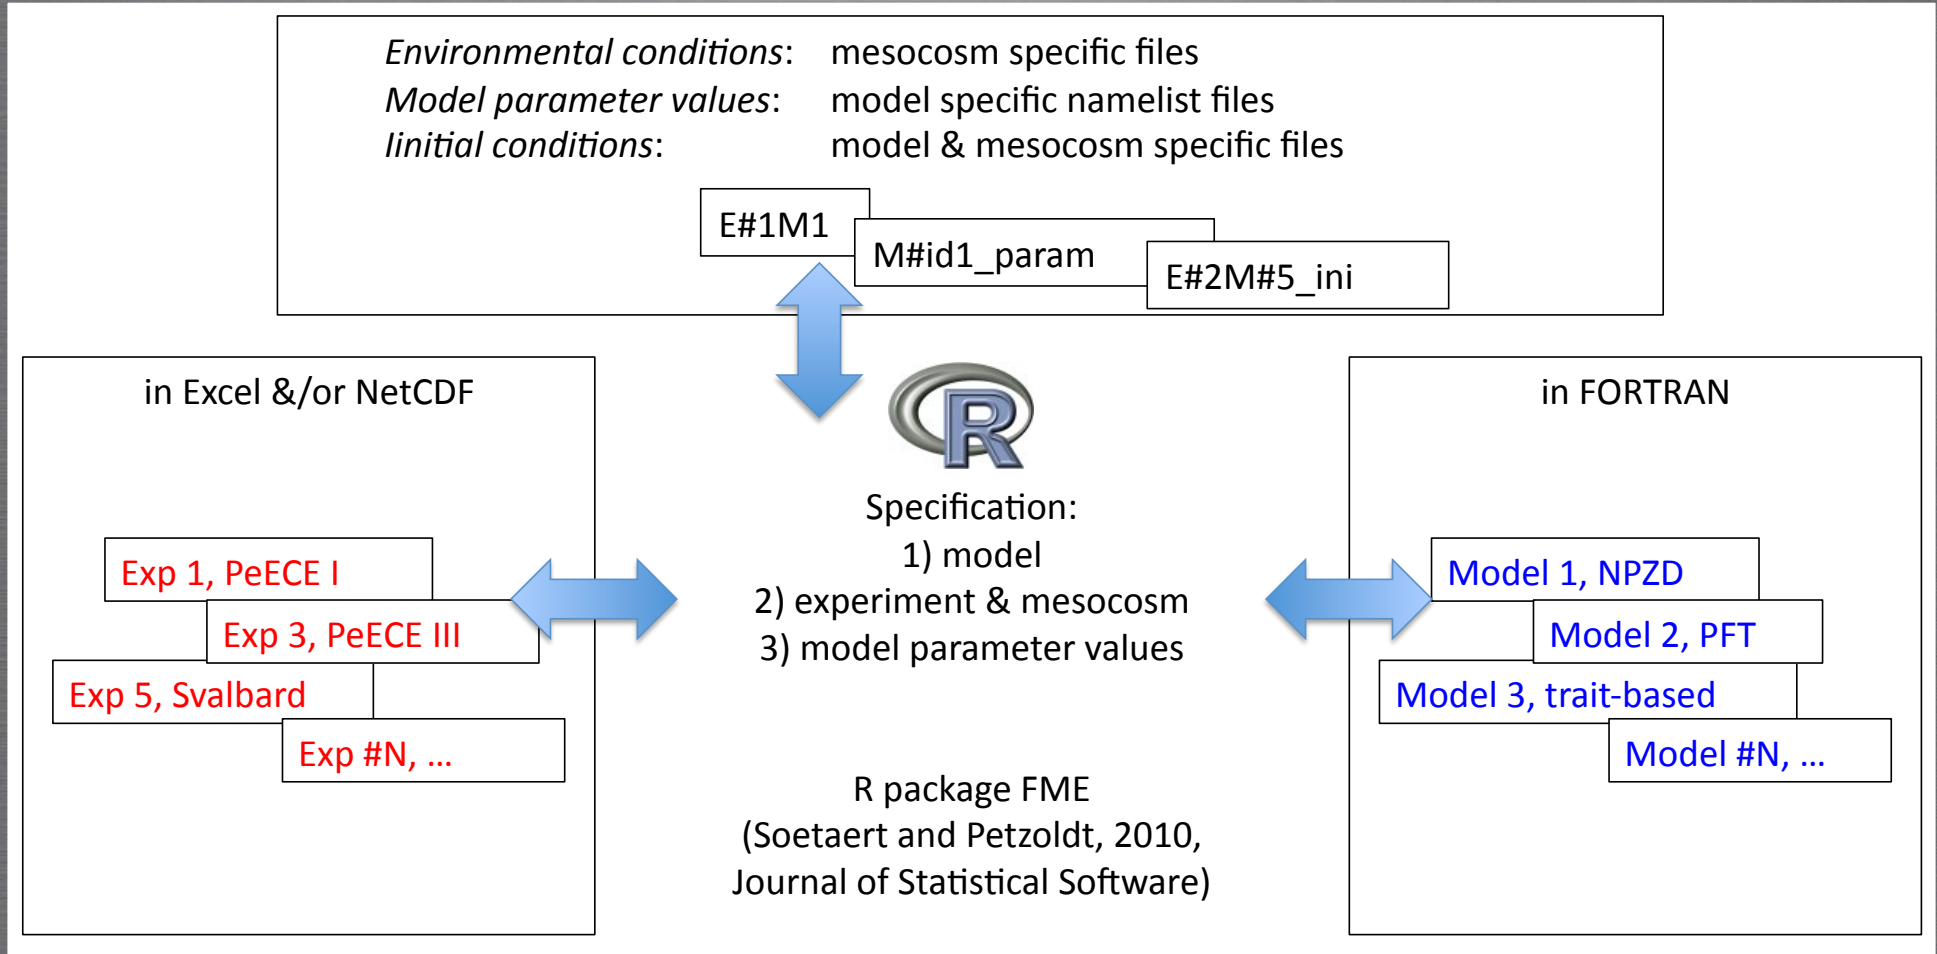 Environmental conditions: mesocosm specific files
Model parameter values: model specific namelist files
Iinitial conditions: model & mesocosm specific files
E#1M1
M#id1_param
E#2M#5_ini
in Excel &/or NetCDF
Exp 1, PeECE I
Exp 3, PeECE III
Exp 5, Svalbard
Exp #N, ...
R
Specification:
1) model
2) experiment & mesocosm
3) model parameter values
R package FME
(Soetaert and Petzoldt, 2010,
Journal of Statistical Software)
in FORTRAN
Model 1, NPZD
Model 2, PFT
Model 3, trait-based
Model #N, ...